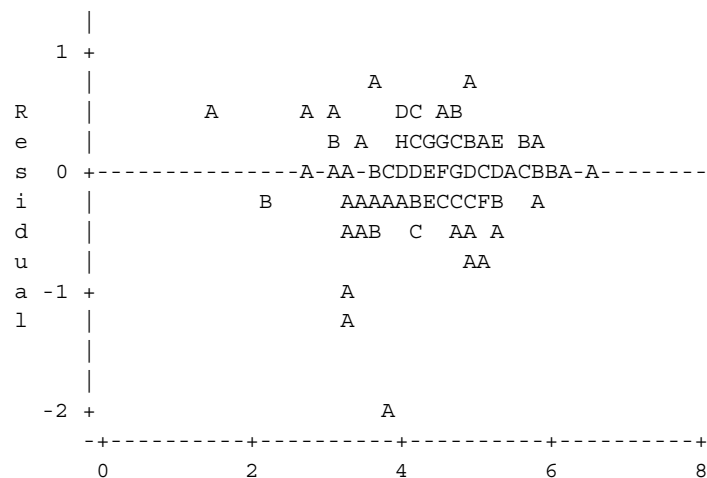 |
     1   +
         |                                     A           A
R        |               A           A  A       DC AB
e        |                               B A   HCGGCBAE BA
s    0   +--------------A-AA-BCDDEFGDCDACBBA-A--------
i        |                      B         AAAAABECCCFB   A
d        |                                AAB   C   AA A
u        |                                                AA
a   -1   +                                A
l        |                                A
         |
         |
    -2   +                                     A
         -+---------+---------+---------+---------+
          0         2         4         6         8